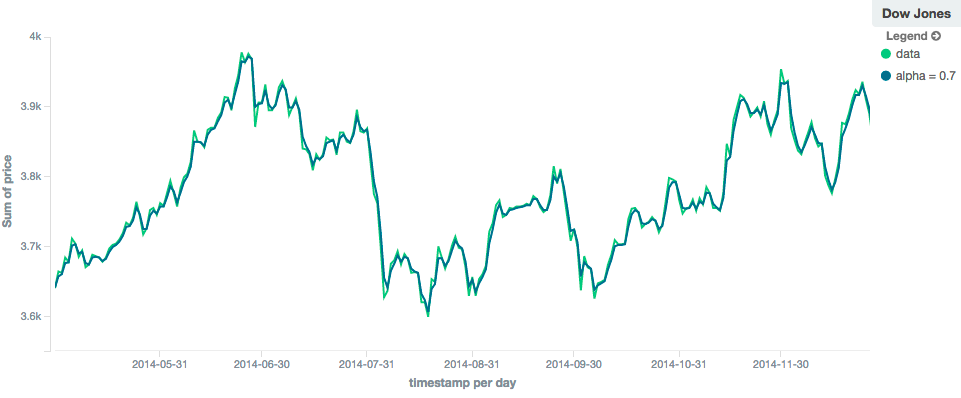 Dow Jones
Legend
data
alpha = 0.7
4k
3.9k
3.8k
3.7k
3.6k
Sum of price
2014-05-31 2014-06-30 2014-07-31 2014-08-31 2014-09-30 2014-10-31 2014-11-30
timestamp per day